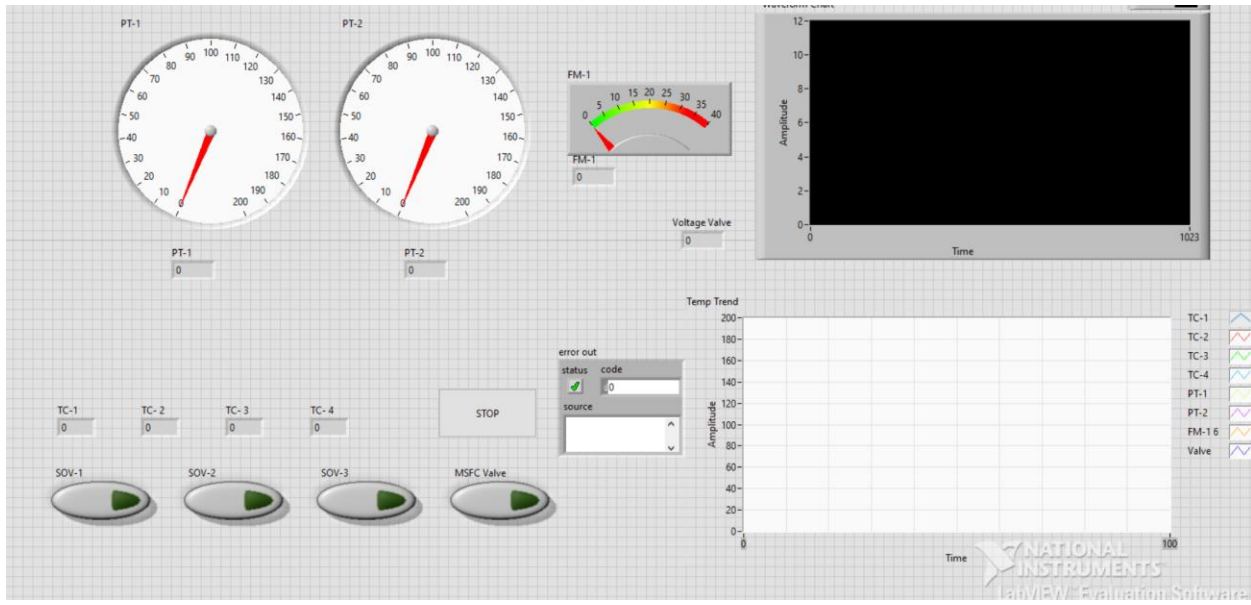 PT-1
0 10 20 30 40 50 60 70 80 90 100 110 120 130 140 150 160 170 180 190 200
PT-1
0
PT-2
0 10 20 30 40 50 60 70 80 90 100 110 120 130 140 150 160 170 180 190 200
PT-2
0
FM-1
0 5 10 15 20 25 30 35 40
FM-1
0
Voltage Valve
0
Waveform Chart
12
10
8
6
4
2
0
Amplitude
0 1023
Time
Temp Trend
200
180
160
140
120
100
80
60
40
20
0
Amplitude
0 100
Time
TC-1
TC-2
TC-3
TC-4
PT-1
PT-2
FM-1 6
Valve
error out
status code
0
source
STOP
TC-1 TC- 2 TC- 3 TC- 4
0 0 0 0
SOV-1 SOV-2 SOV-3 MSFC Valve
NATIONAL
INSTRUMENTS
LabVIEW Evaluation Software